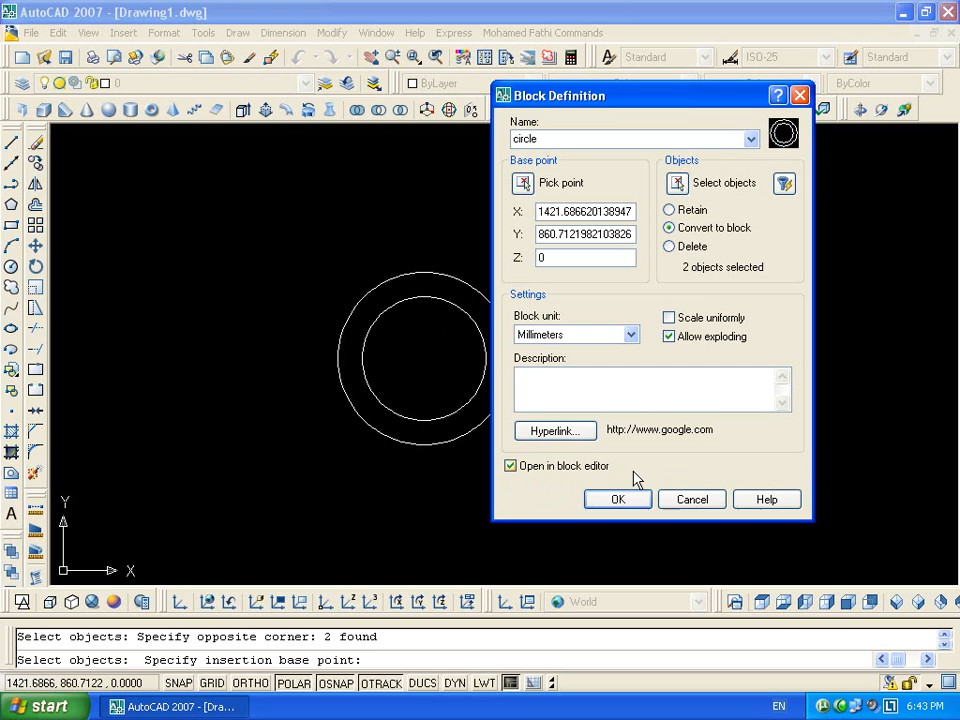 AutoCAD 2007 - [Drawing1.dwg]
File Edit View Insert Format Tools Draw Dimension Modify Window Help Express Mohamed Fathi Commands
Standard ISO-25 Standard
0 ByLayer ByColor
Block Definition
Name:
circle
Base point
Pick point
X: 1421.686620138947
Y: 860.7121982103826
Z: 0
Objects
Select objects
Retain
Convert to block
Delete
2 objects selected
Settings
Block unit:
Millimeters
Scale uniformly
Allow exploding
Description:
Hyperlink... http://www.google.com
Open in block editor
OK Cancel Help
A
Y
X
World
Select objects: Specify opposite corner: 2 found
Select objects: Specify insertion base point:
1421.6866, 860.7122 , 0.0000 SNAP GRID ORTHO POLAR OSNAP OTRACK DUCS DYN LWT
start AutoCAD 2007 - [Dra... EN 6:43 PM